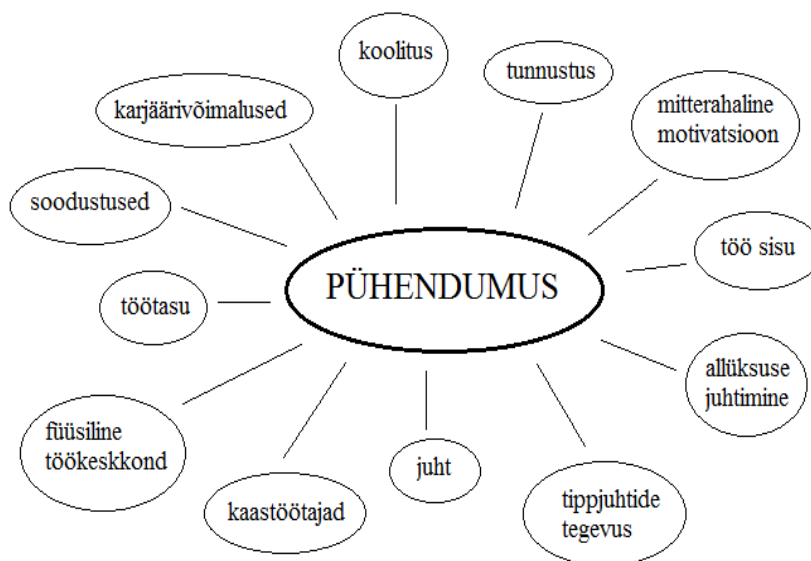 koolitus
tunnustus
karjäärivõimalused
mitterahaline
motivatsioon
soodustused
töö sisu
PÜHENDUMUS
töötasu
allüksuse
juhtimine
füüsiline
töökeskkond
juht
kaastöötajad
tippjuhtide
tegevus